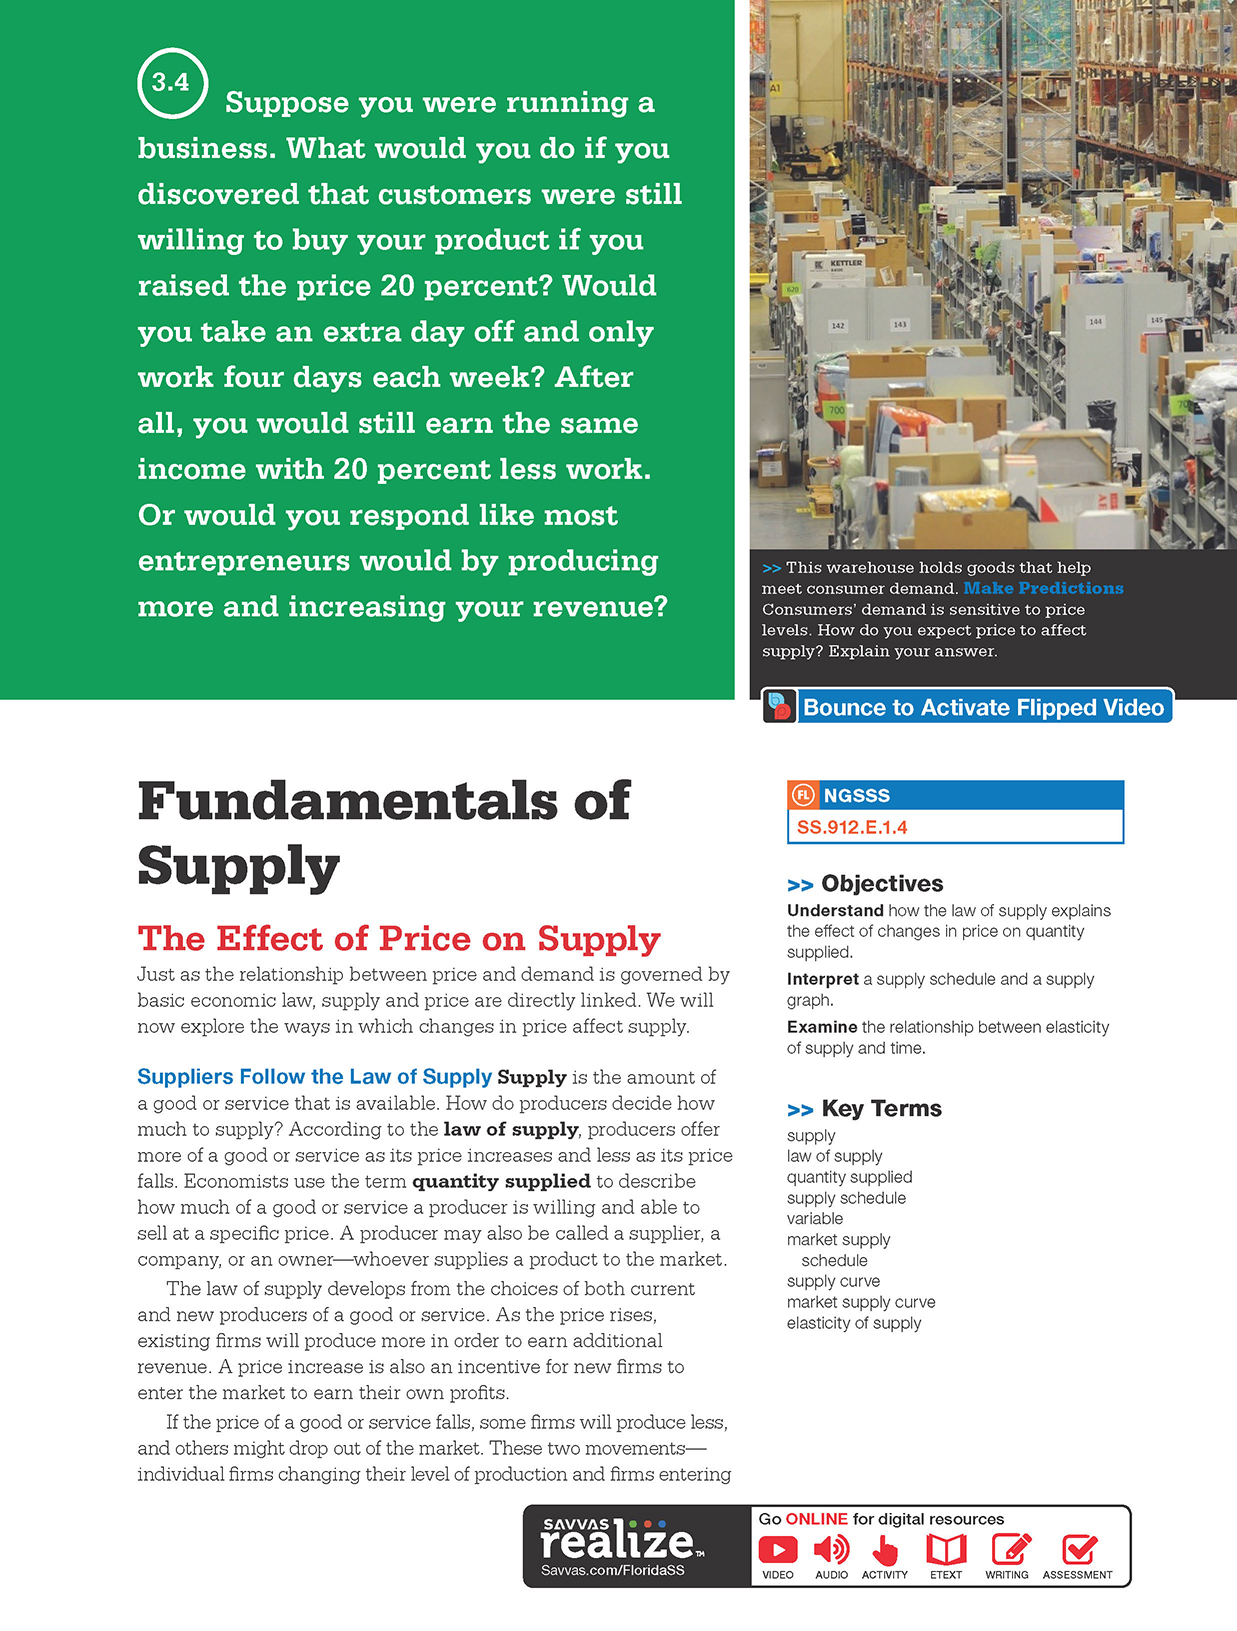 3.4
Suppose you were running a
business. What would you do if you
discovered that customers were still
willing to buy your product if you
raised the price 20 percent? Would
you take an extra day off and only
work four days each week? After
all, you would still earn the same
income with 20 percent less work.
Or would you respond like most
entrepreneurs would by producing
more and increasing your revenue?
A1
KETTLER
620
142
143
144
145
700
70
>> This warehouse holds goods that help
meet consumer demand. Make Predictions
Consumers' demand is sensitive to price
levels. How do you expect price to affect
supply? Explain your answer.
Bounce to Activate Flipped Video
Fundamentals of
Supply
The Effect of Price on Supply
Just as the relationship between price and demand is governed by
basic economic law, supply and price are directly linked. We will
now explore the ways in which changes in price affect supply.
Suppliers Follow the Law of Supply Supply is the amount of
a good or service that is available. How do producers decide how
much to supply? According to the law of supply, producers offer
more of a good or service as its price increases and less as its price
falls. Economists use the term quantity supplied to describe
how much of a good or service a producer is willing and able to
sell at a specific price. A producer may also be called a supplier, a
company, or an owner—whoever supplies a product to the market.
The law of supply develops from the choices of both current
and new producers of a good or service. As the price rises,
existing firms will produce more in order to earn additional
revenue. A price increase is also an incentive for new firms to
enter the market to earn their own profits.
If the price of a good or service falls, some firms will produce less,
and others might drop out of the market. These two movements—
individual firms changing their level of production and firms entering
FL NGSSS
SS.912.E.1.4
>> Objectives
Understand how the law of supply explains
the effect of changes in price on quantity
supplied.
Interpret a supply schedule and a supply
graph.
Examine the relationship between elasticity
of supply and time.
>> Key Terms
supply
law of supply
quantity supplied
supply schedule
variable
market supply
schedule
supply curve
market supply curve
elasticity of supply
SAVVAS
realize™
Savvas.com/FloridaSS
Go ONLINE for digital resources
VIDEO AUDIO ACTIVITY ETEXT WRITING ASSESSMENT